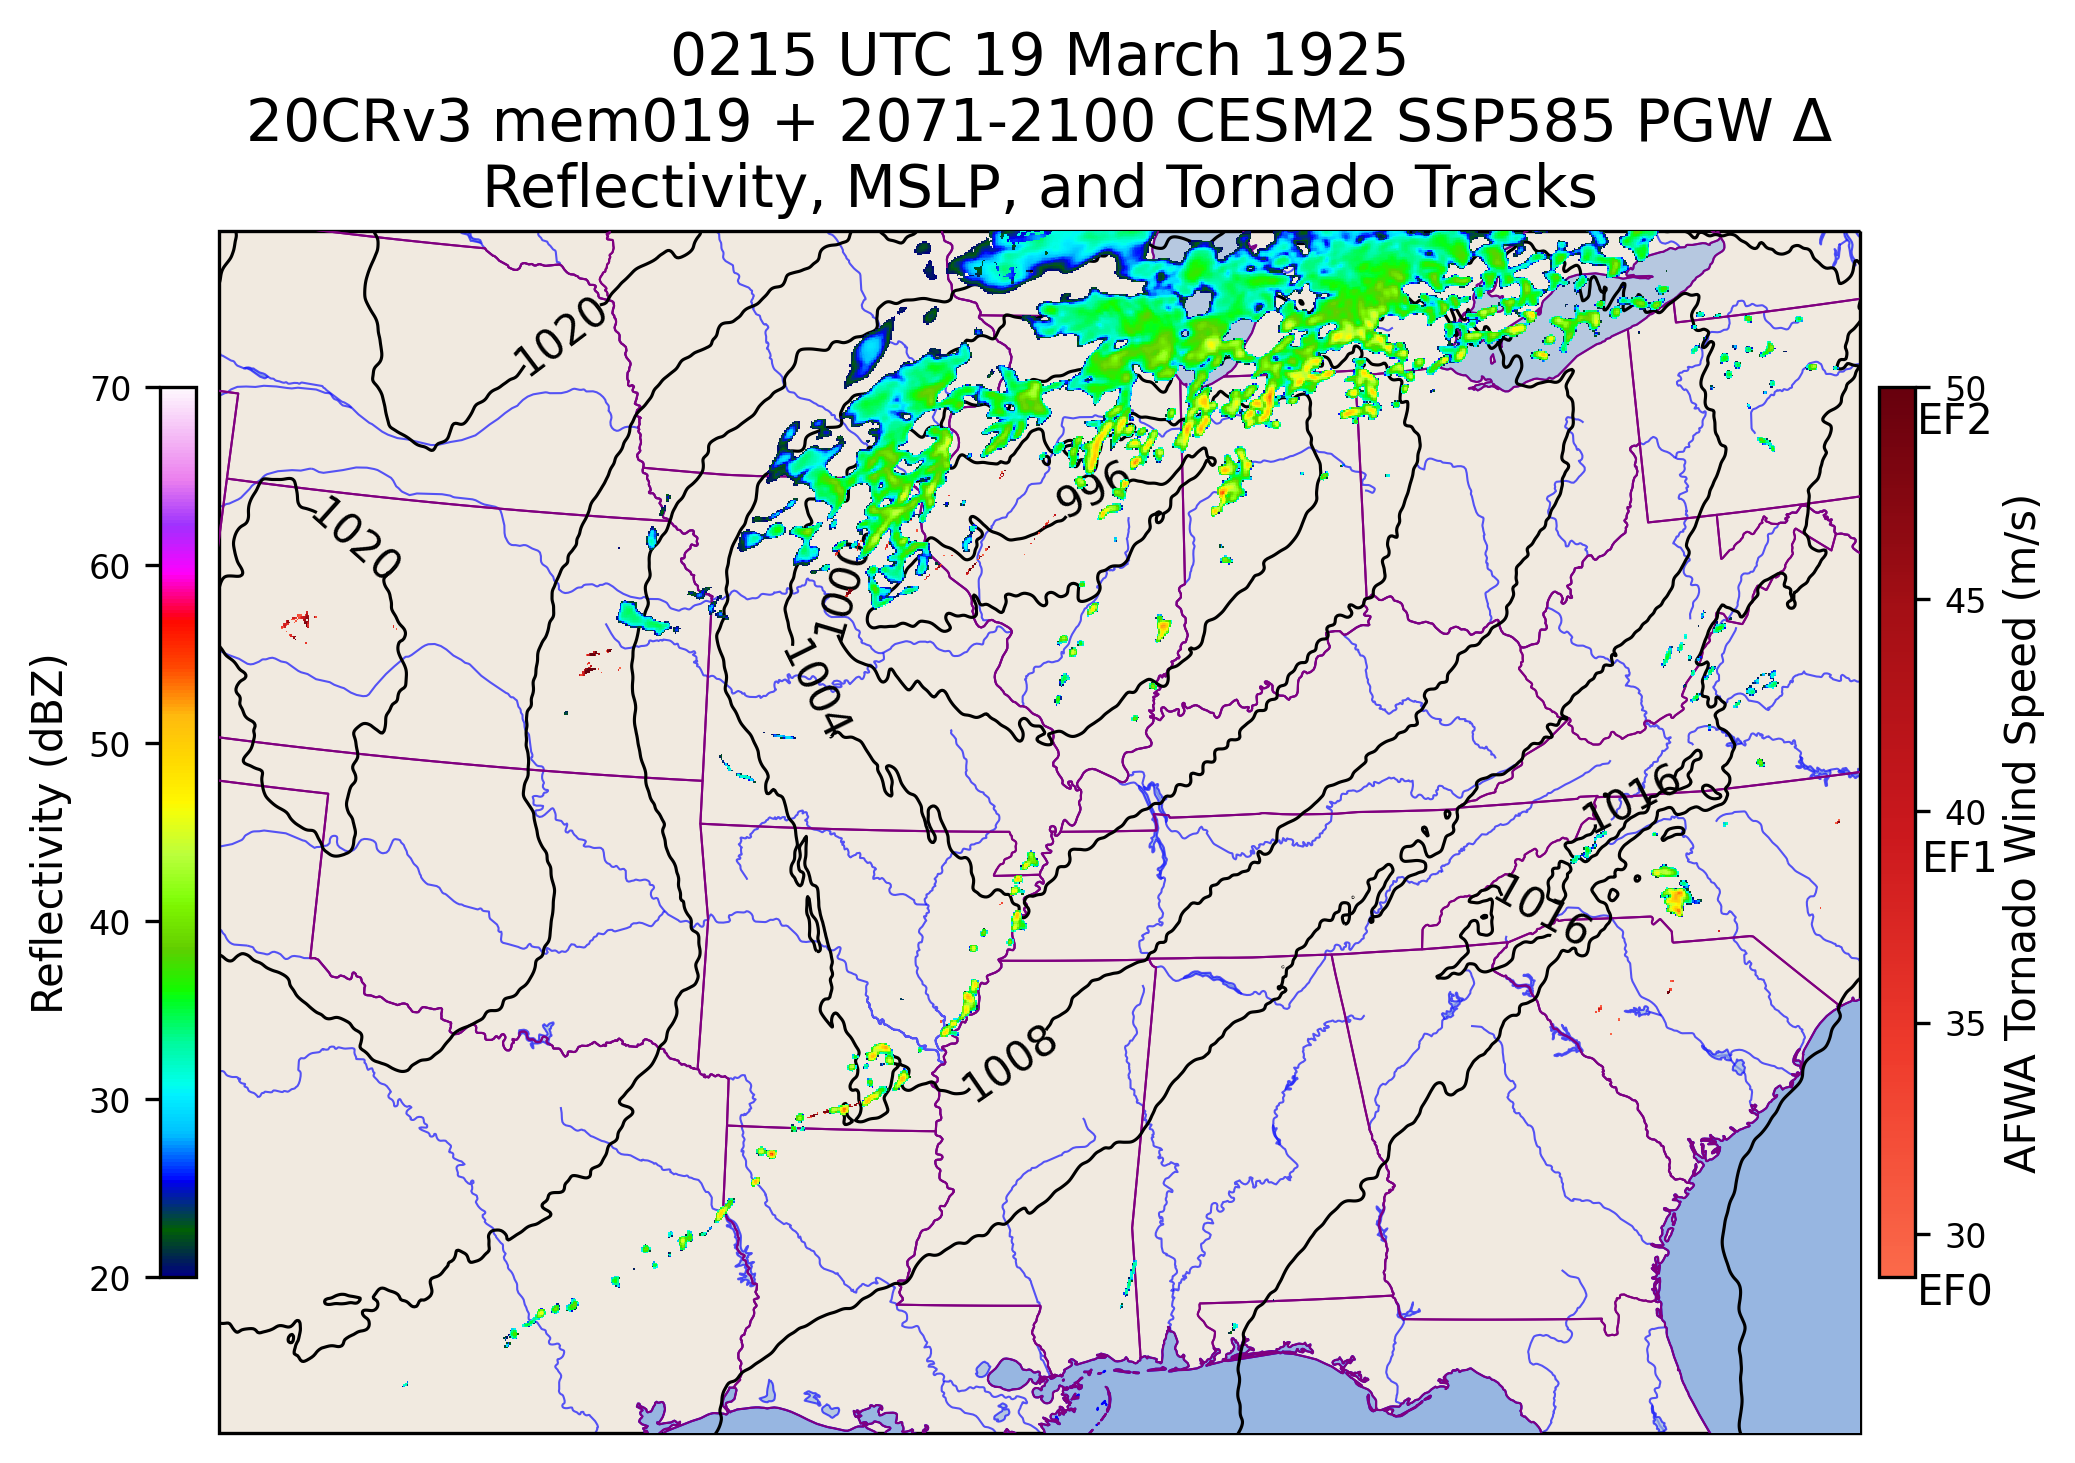 0215 UTC 19 March 1925
20CRv3 mem019 + 2071-2100 CESM2 SSP585 PGW Δ
Reflectivity, MSLP, and Tornado Tracks
Reflectivity (dBZ)
70
60
50
40
30
20
1020
1020
996
1000
1004
1008
1016
1016
50
EF2
45
40
EF1
35
30
EF0
AFWA Tornado Wind Speed (m/s)